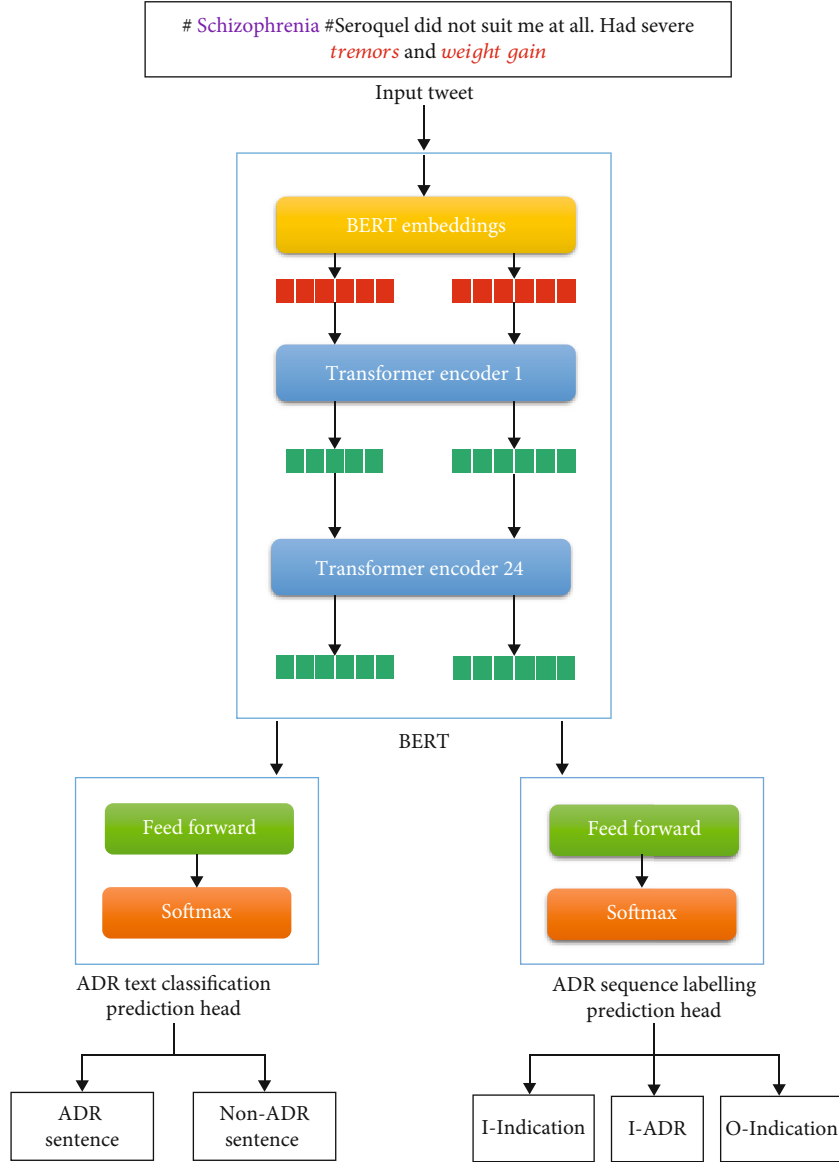 # Schizophrenia #Seroquel did not suit me at all. Had severe
tremors and weight gain
Input tweet
BERT embeddings
Transformer encoder 1
Transformer encoder 24
BERT
Feed forward
Softmax
ADR text classification
prediction head
ADR
sentence
Non-ADR
sentence
Feed forward
Softmax
ADR sequence labelling
prediction head
I-Indication
I-ADR
O-Indication